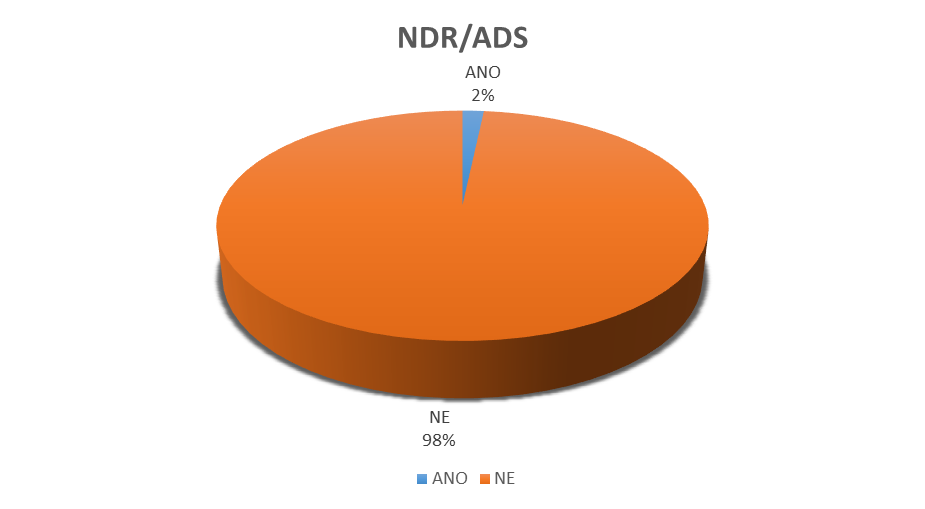 NDR/ADS
ANO
2%
NE
98%
ANO NE